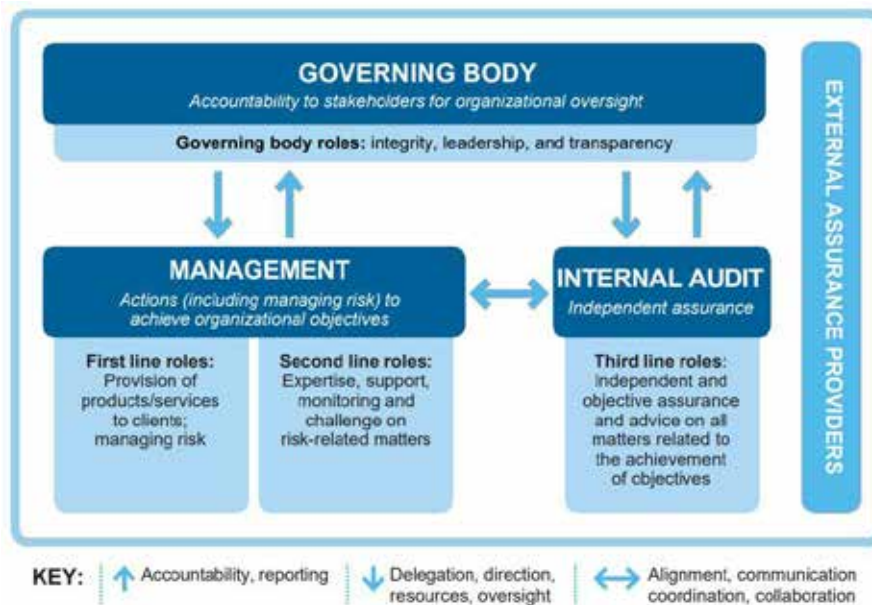 GOVERNING BODY
Accountability to stakeholders for organizational oversight
Governing body roles: integrity, leadership, and transparency
MANAGEMENT
Actions (including managing risk) to
achieve organizational objectives
First line roles:
Provision of
products/services
to clients;
managing risk
Second line roles:
Expertise, support,
monitoring and
challenge on
risk-related matters
INTERNAL AUDIT
Independent assurance
Third line roles:
Independent and
objective assurance
and advice on all
matters related to
the achievement
of objectives
EXTERNAL ASSURANCE PROVIDERS
KEY:
Accountability, reporting
Delegation, direction,
resources, oversight
Alignment, communication
coordination, collaboration